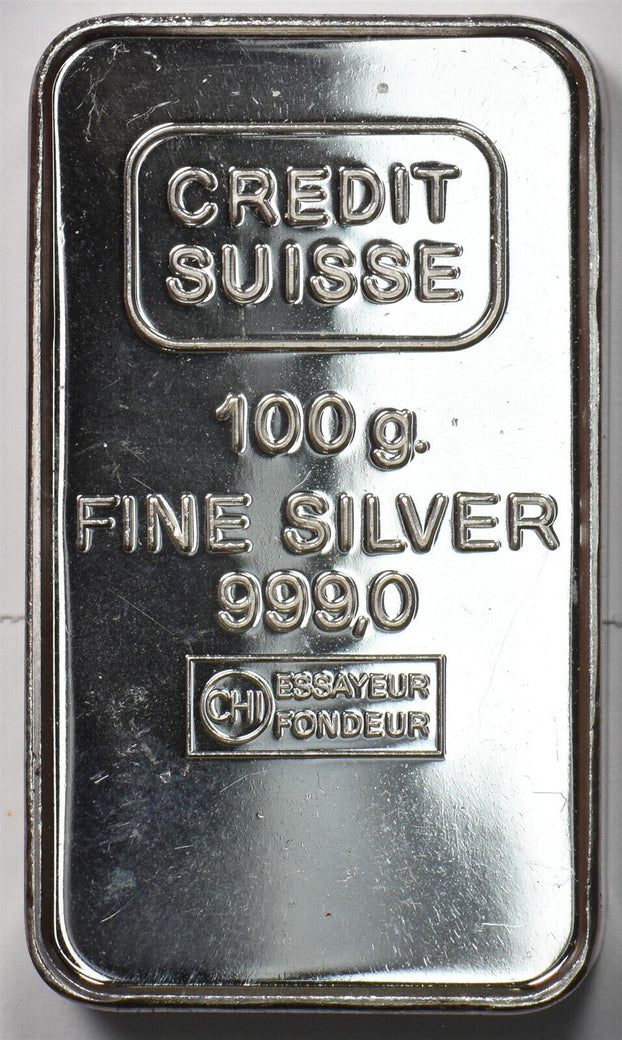 CREDIT
SUISSE
100 g.
FINE SILVER
999,0
CHI ESSAYEUR
FONDEUR